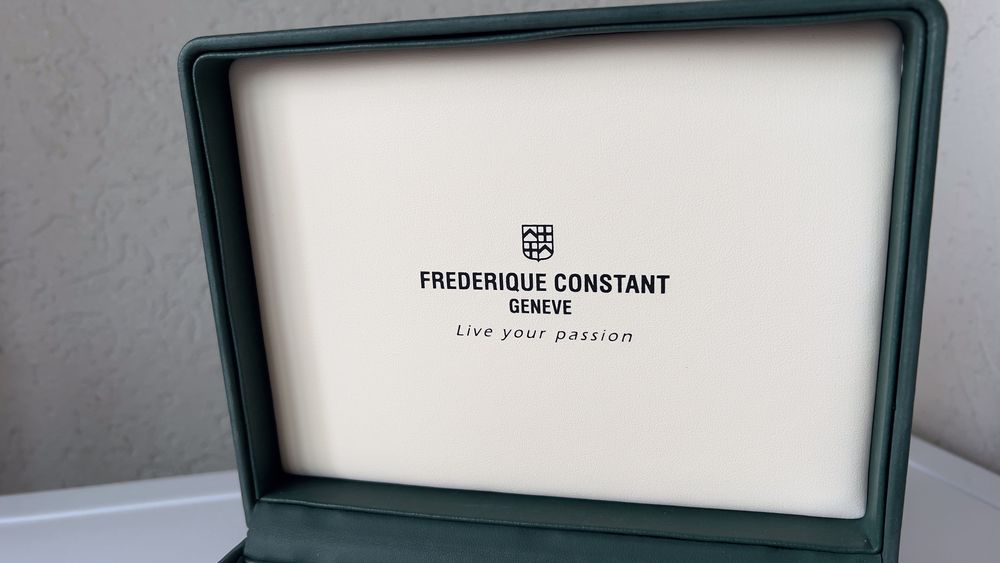 FREDERIQUE CONSTANT
GENEVE
Live your passion